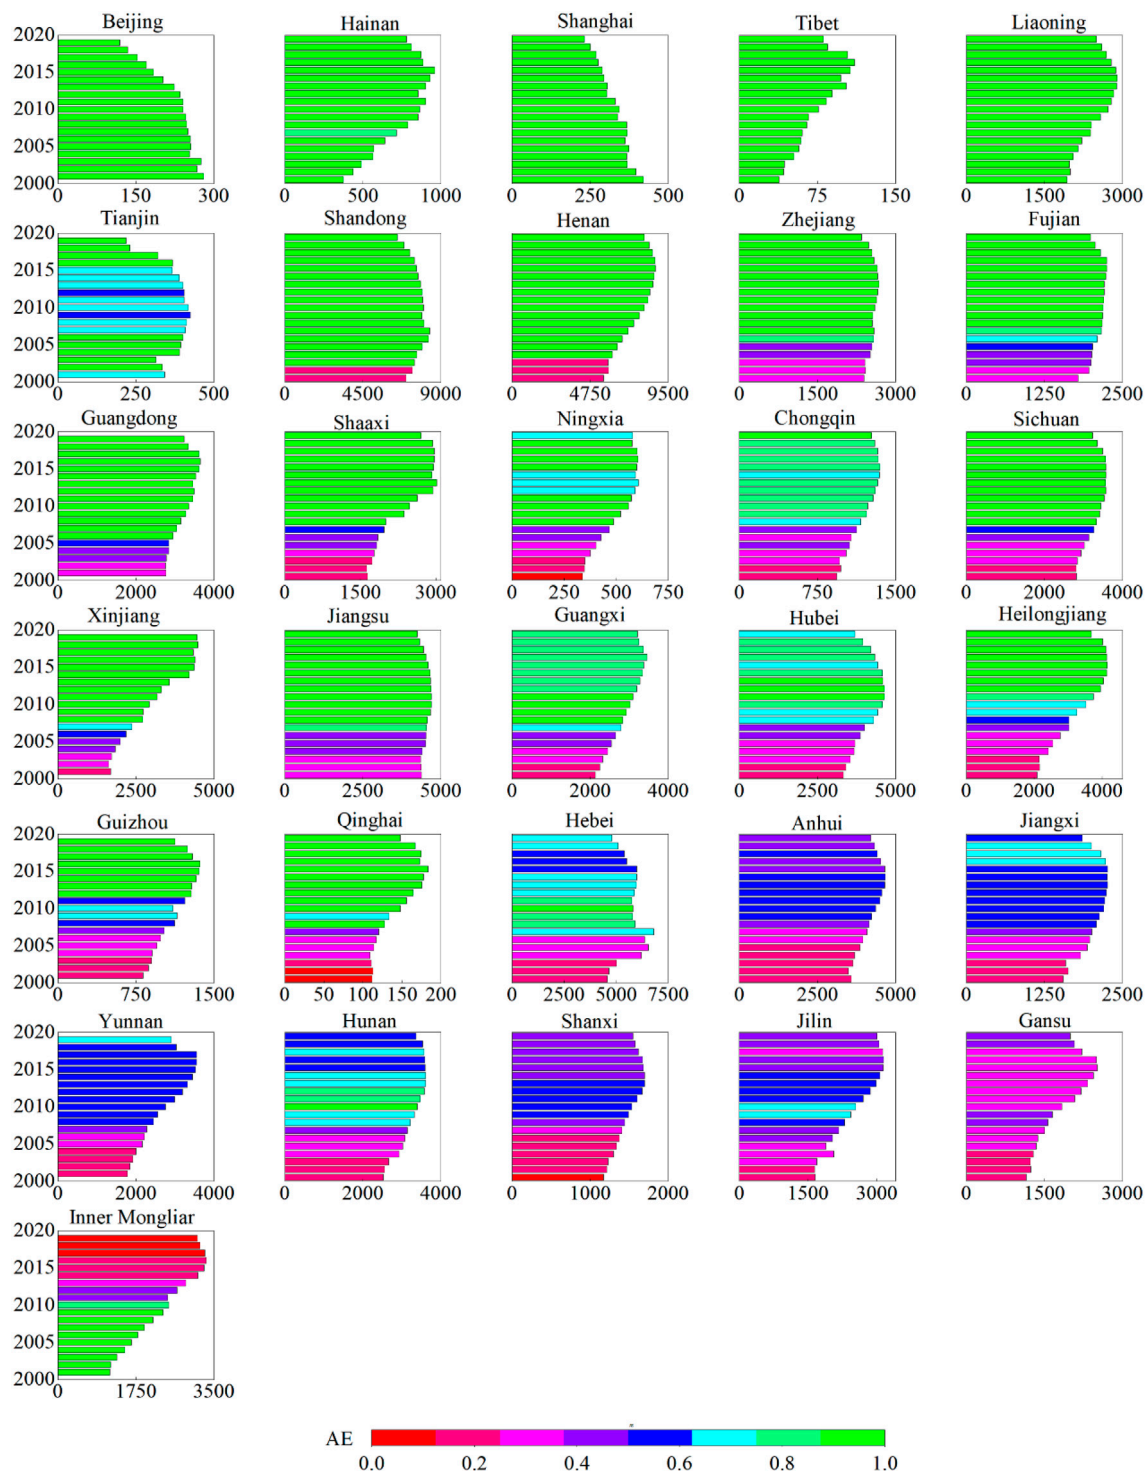 Beijing Hainan Shanghai Tibet Liaoning
2020
2015
2010
2005
2000
0 150 280 0 500 1000 0 250 500 0 75 150 0 1500 3000
Tianjin Shandong Henan Zhejiang Fujian
2020
2015
2010
2005
2000
0 250 500 0 4500 9000 0 4750 9500 0 1500 3000 0 1250 2500
Guangdong Shaaxi Ningxia Chongqin Sichuan
2020
2015
2010
2005
2000
0 2000 4000 0 1500 3000 0 500 750 0 750 1500 0 2000 4000
Xinjiang Jiangsu Guangxi Hubei Heilongjiang
2020
2015
2010
2005
2000
0 2500 5000 0 2500 5000 0 2000 4000 0 2500 5000 0 2000 4000
Guizhou Qinghai Hebei Anhui Jiangxi
2020
2015
2010
2005
2000
0 750 1500 0 50 100 150 200 0 2500 5000 7500 0 2500 5000 0 1250 2500
Yunnan Hunan Shanxi Jilin Gansu
2020
2015
2010
2005
2000
0 2000 4000 0 2000 4000 0 1000 2000 0 1500 3000 0 1500 3000
Inner Mongliar
2020
2015
2010
2005
2000
0 1750 3500
AE
0.0 0.2 0.4 0.6 0.8 1.0